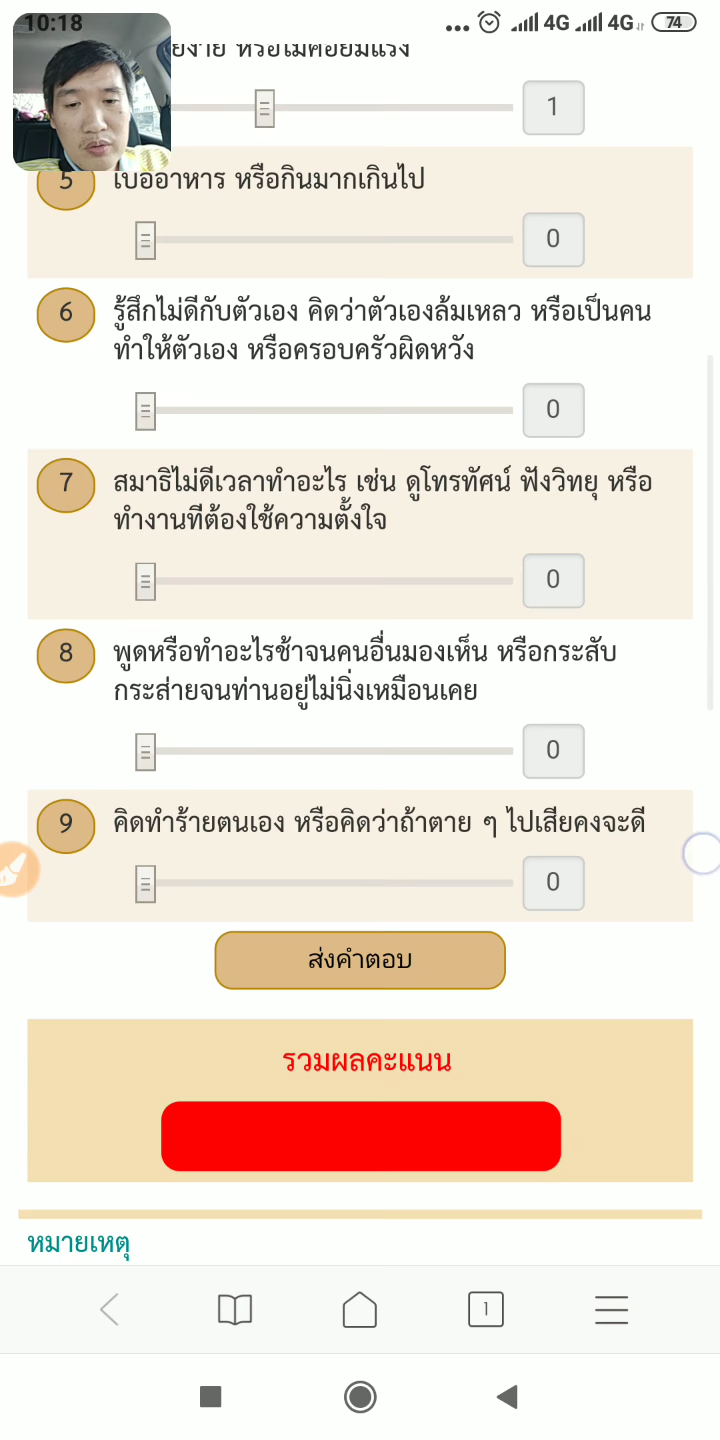 10:18
... 4G 4G 74
หรือไม่ค่อยมีแรง
1
5 เบื่ออาหาร หรือกินมากเกินไป
0
6 รู้สึกไม่ดีกับตัวเอง คิดว่าตัวเองล้มเหลว หรือเป็นคน
ทำให้ตัวเอง หรือครอบครัวผิดหวัง
0
7 สมาธิไม่ดีเวลาทำอะไร เช่น ดูโทรทัศน์ ฟังวิทยุ หรือ
ทำงานทีต้องใช้ความตั้งใจ
0
8 พูดหรือทำอะไรช้าจนคนอื่นมองเห็น หรือกระสับ
กระส่ายจนท่านอยู่ไม่นิ่งเหมือนเคย
0
9 คิดทำร้ายตนเอง หรือคิดว่าถ้าตาย ๆ ไปเสียคงจะดี
0
ส่งคำตอบ
รวมผลคะแนน
หมายเหตุ
1